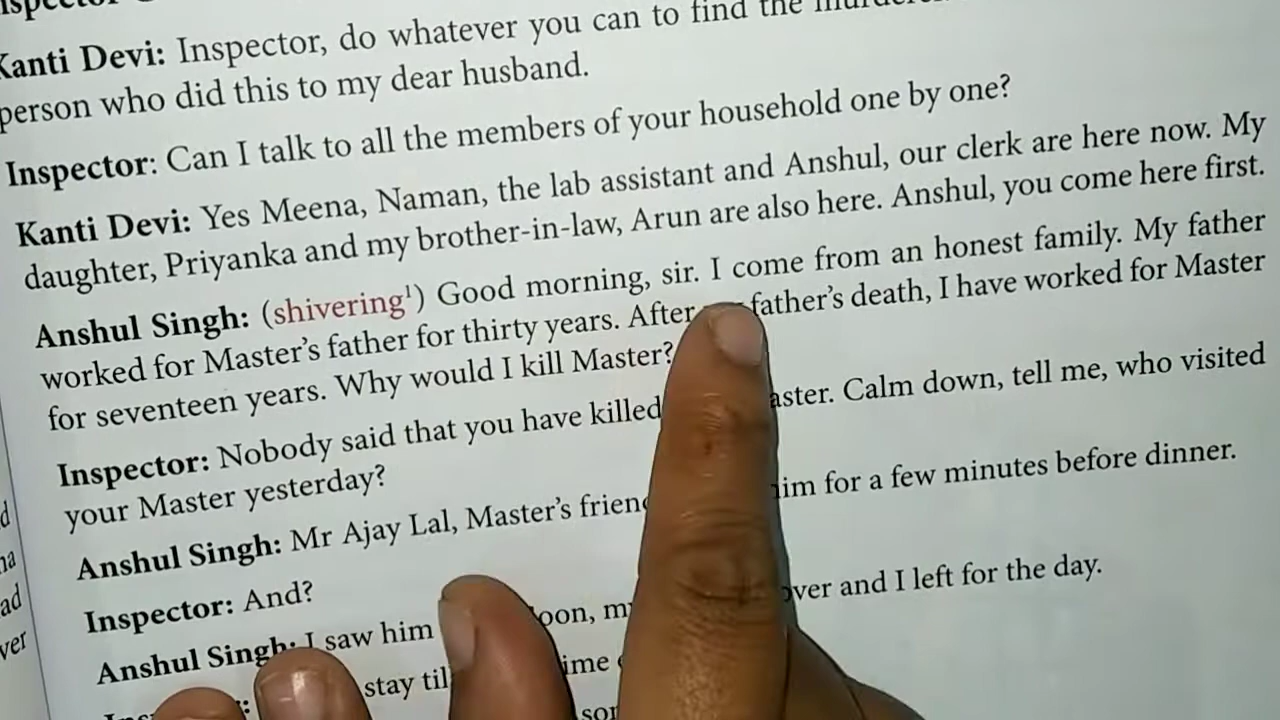 Kanti Devi: Inspector, do whatever you can to find the
person who did this to my dear husband.
Inspector: Can I talk to all the members of your household one by one?
Kanti Devi: Yes Meena, Naman, the lab assistant and Anshul, our clerk are here now. My
daughter, Priyanka and my brother-in-law, Arun are also here. Anshul, you come here first.
Anshul Singh: (shivering¹) Good morning, sir. I come from an honest family. My father
worked for Master's father for thirty years. After father's death, I have worked for Master
for seventeen years. Why would I kill Master?
Inspector: Nobody said that you have killed Calm down, tell me, who visited
your Master yesterday?
Anshul Singh: Mr Ajay Lal, Master's him for a few minutes before dinner.
Inspector: And?
Anshul Singh: I saw him and I left for the day.
stay